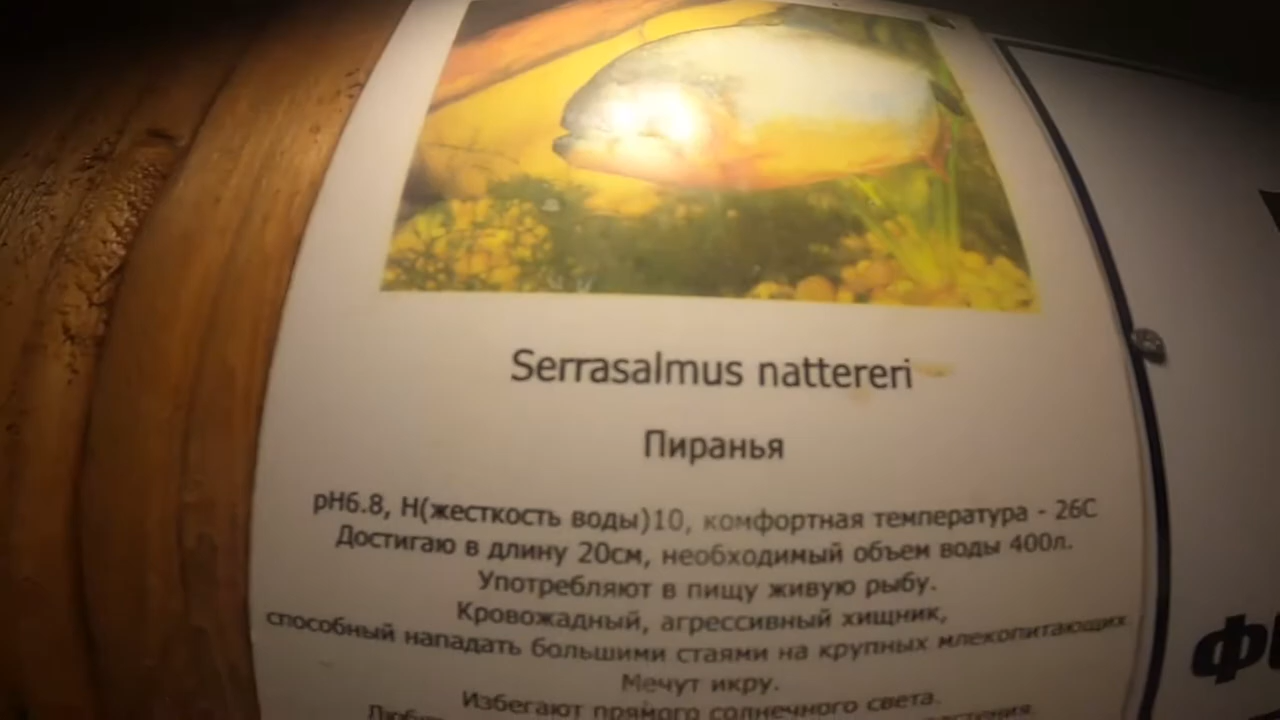 Serrasalmus nattereri
Пиранья
pH6.8, H(жесткость воды)10, комфортная температура - 26С
Достигаю в длину 20см, необходимый объем воды 400л.
Употребляют в пищу живую рыбу.
Кровожадный, агрессивный хищник,
способный нападать большими стаями на крупных млекопитающих
Мечут икру.
Избегают прямого солнечного света.